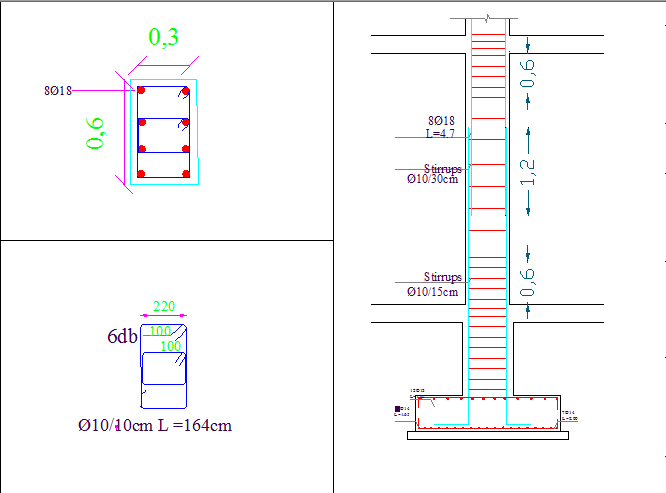 0,3
8Ø18
0,6
220
6db
100
100
Ø10/10cm L =164cm
0,6
8Ø18
L=4.7
1,2
Stirrups
Ø10/30cm
Stirrups
Ø10/15cm
0,6